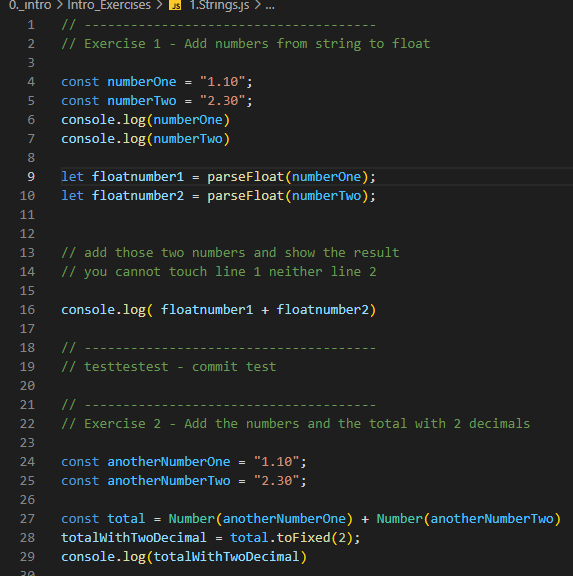 0._intro > Intro_Exercises > JS 1.Strings.js > ...
1 // -------------------------------------
2 // Exercise 1 - Add numbers from string to float
3
4 const numberOne = "1.10";
5 const numberTwo = "2.30";
6 console.log(numberOne)
7 console.log(numberTwo)
8
9 let floatnumber1 = parseFloat(numberOne);
10 let floatnumber2 = parseFloat(numberTwo);
11
12
13 // add those two numbers and show the result
14 // you cannot touch line 1 neither line 2
15
16 console.log( floatnumber1 + floatnumber2)
17
18 // -------------------------------------
19 // testtestest - commit test
20
21 // -------------------------------------
22 // Exercise 2 - Add the numbers and the total with 2 decimals
23
24 const anotherNumberOne = "1.10";
25 const anotherNumberTwo = "2.30";
26
27 const total = Number(anotherNumberOne) + Number(anotherNumberTwo)
28 totalWithTwoDecimal = total.toFixed(2);
29 console.log(totalWithTwoDecimal)
30